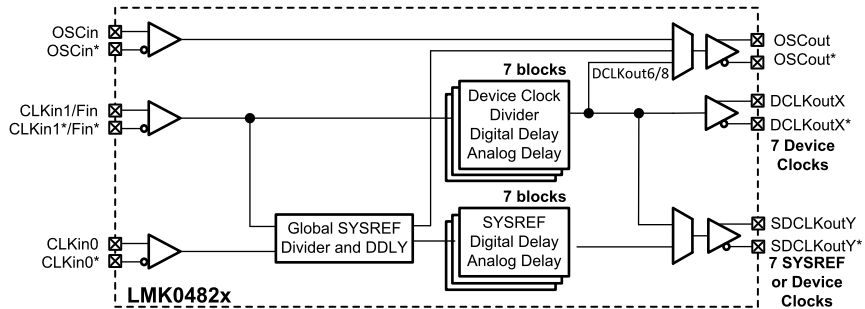 OSCin
OSCin*
OSCout
OSCout*
7 blocks
DCLKout6/8
CLKin1/Fin
CLKin1*/Fin*
Device Clock
Divider
Digital Delay
Analog Delay
DCLKoutX
DCLKoutX*
7 Device
Clocks
7 blocks
CLKin0
CLKin0*
Global SYSREF
Divider and DDLY
SYSREF
Digital Delay
Analog Delay
SDCLKoutY
SDCLKoutY*
7 SYSREF
or Device
Clocks
LMK0482x